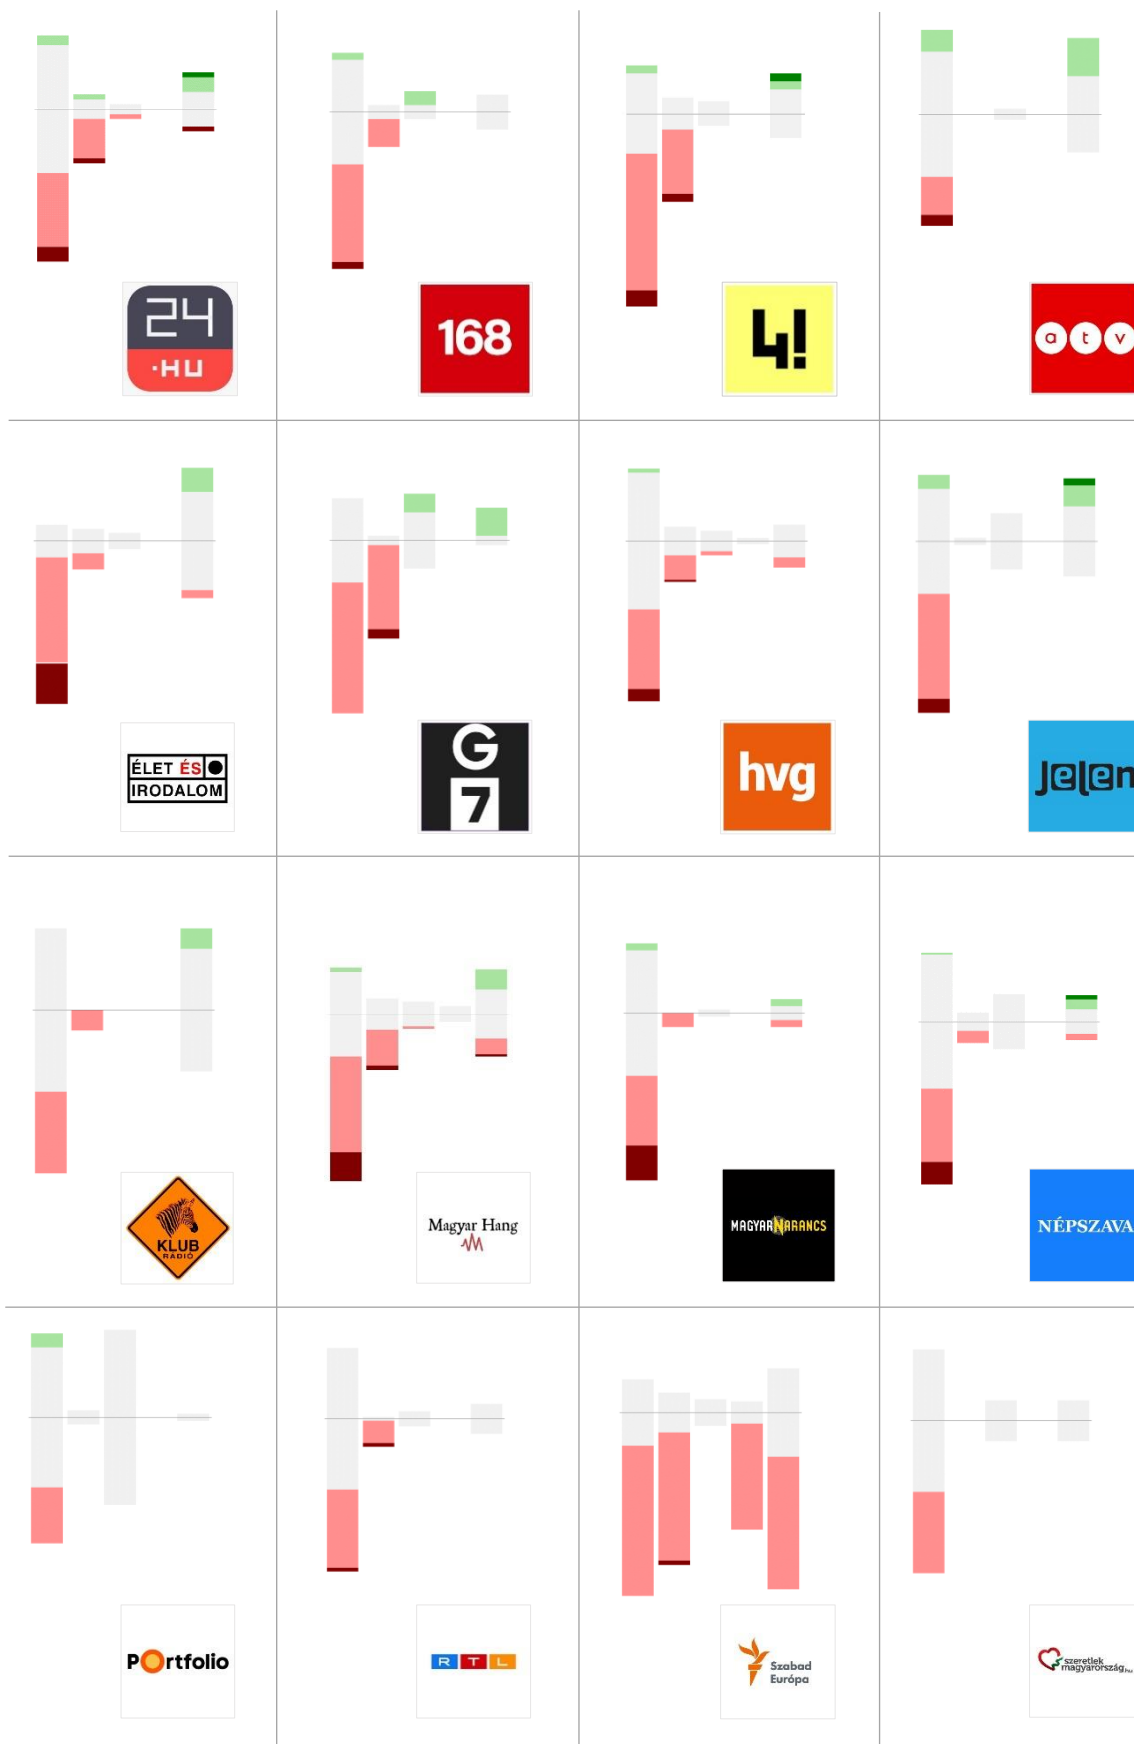 24
.HU
168
4!
atv
ÉLET ÉS
IRODALOM
G
7
hvg
Jelen
KLUB
RÁDIÓ
Magyar Hang
MAGYAR NARANCS
NÉPSZAVA
Portfolio
RTL
Szabad
Európa
szeretlek
magyarország.hu